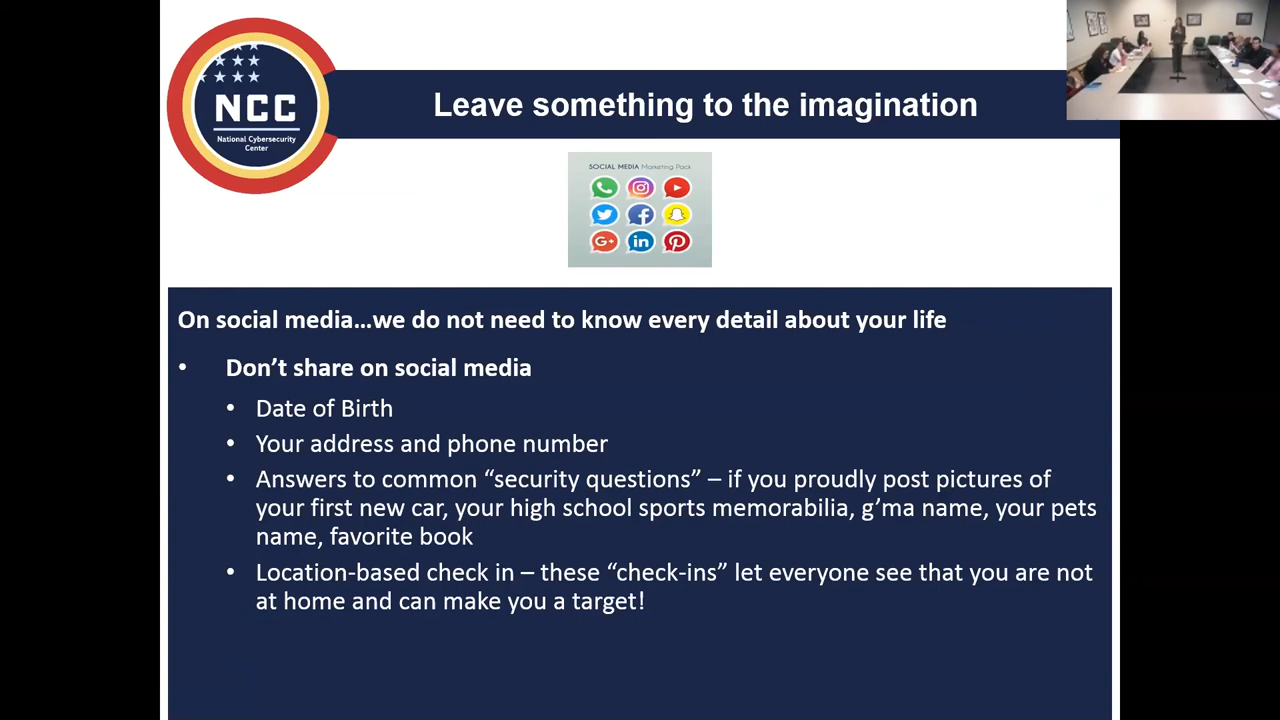 NCC
National Cybersecurity
Center
Leave something to the imagination
SOCIAL MEDIA Marketing Pack
G+
in
On social media...we do not need to know every detail about your life
• Don’t share on social media
• Date of Birth
• Your address and phone number
• Answers to common “security questions” – if you proudly post pictures of
your first new car, your high school sports memorabilia, g’ma name, your pets
name, favorite book
• Location-based check in – these “check-ins” let everyone see that you are not
at home and can make you a target!